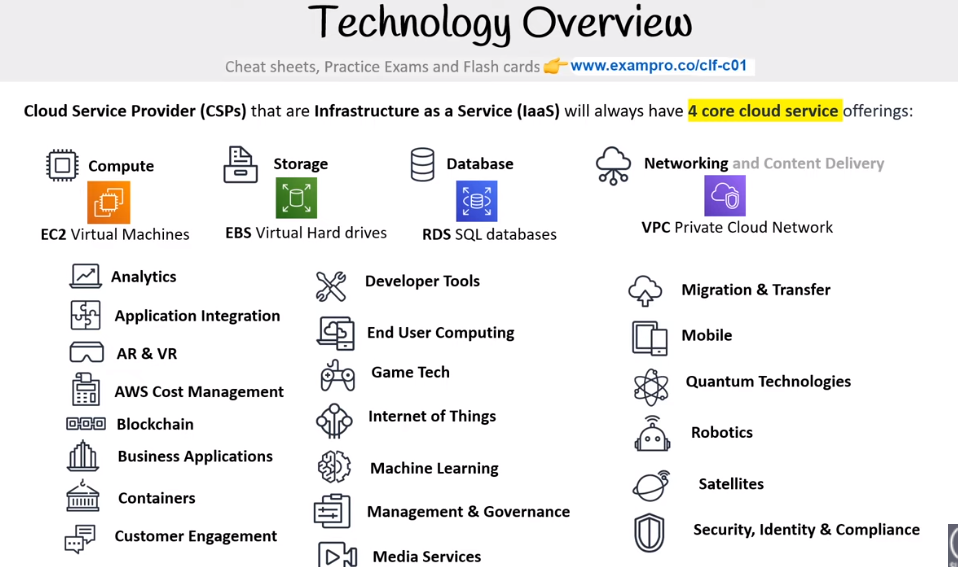 Technology Overview
Cheat sheets, Practice Exams and Flash cards 👉 www.exampro.co/clf-c01
Cloud Service Provider (CSPs) that are Infrastructure as a Service (IaaS) will always have 4 core cloud service offerings:
Compute
EC2 Virtual Machines
Storage
EBS Virtual Hard drives
Database
RDS SQL databases
Networking and Content Delivery
VPC Private Cloud Network
Analytics
Application Integration
AR & VR
AWS Cost Management
Blockchain
Business Applications
Containers
Customer Engagement
Developer Tools
End User Computing
Game Tech
Internet of Things
Machine Learning
Management & Governance
Media Services
Migration & Transfer
Mobile
Quantum Technologies
Robotics
Satellites
Security, Identity & Compliance